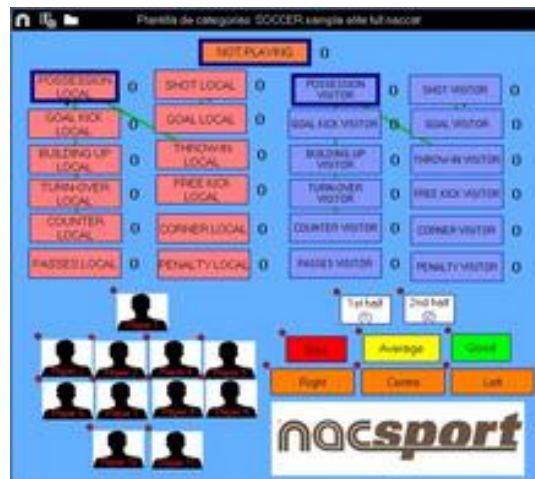 Plantilla de categorias: SOCCER sample elite full.naccat
NOT PLAYING 0
POSSESSION LOCAL 0
SHOT LOCAL 0
POSSESSION VISITOR 0
SHOT VISITOR 0
GOAL KICK LOCAL 0
GOAL LOCAL 0
GOAL KICK VISITOR 0
GOAL VISITOR 0
BUILDING UP LOCAL 0
THROW-IN LOCAL 0
BUILDING UP VISITOR 0
THROW-IN VISITOR 0
TURN-OVER LOCAL 0
FREE KICK LOCAL 0
TURN-OVER VISITOR 0
FREE KICK VISITOR 0
COUNTER LOCAL 0
CORNER LOCAL 0
COUNTER VISITOR 0
CORNER VISITOR 0
PASSES LOCAL 0
PENALTY LOCAL 0
PASSES VISITOR 0
PENALTY VISITOR 0
1st half
(1)
2nd half
(2)
Average
Good
Right
Centre
Left
nacsport